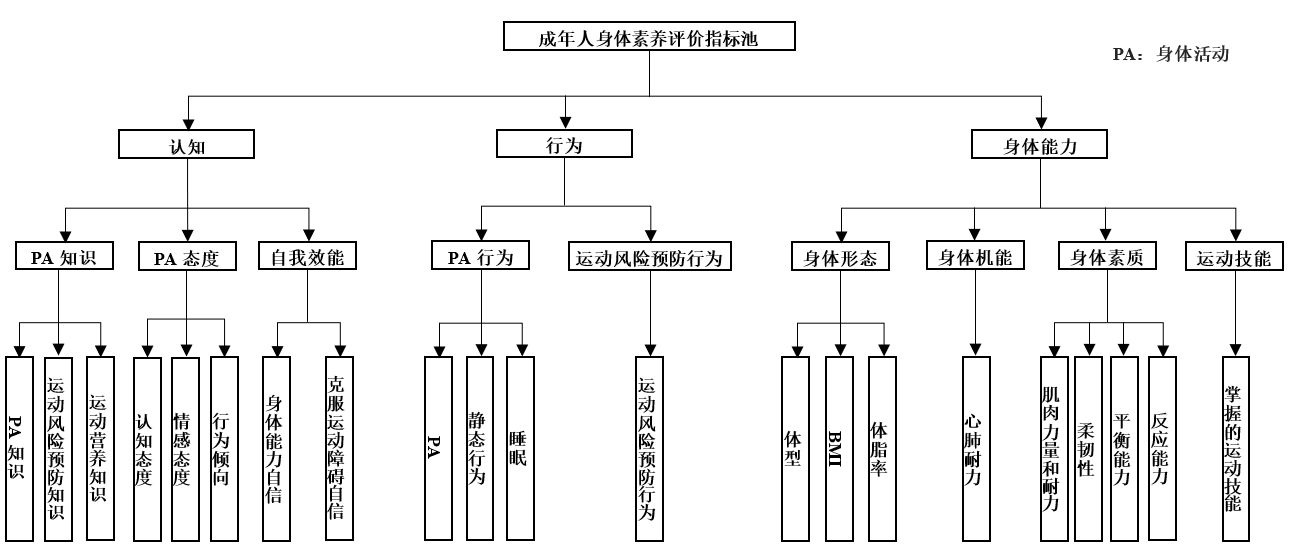 成年人身体素养评价指标池
PA：身体活动
认知
行为
身体能力
PA 知识
PA 态度
自我效能
PA 行为
运动风险预防行为
身体形态
身体机能
身体素质
运动技能
PA 知识
运动风险预防知识
运动营养知识
认知态度
情感态度
行为倾向
身体能力自信
克服运动障碍自信
PA
静态行为
睡眠
运动风险预防行为
体型
BMI
体脂率
心肺耐力
肌肉力量和耐力
柔韧性
平衡能力
反应能力
掌握的运动技能